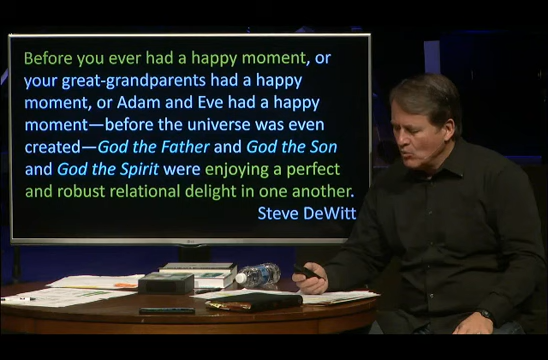 Before you ever had a happy moment, or
your great-grandparents had a happy
moment, or Adam and Eve had a happy
moment—before the universe was even
created—God the Father and God the Son
and God the Spirit were enjoying a perfect
and robust relational delight in one another.
Steve DeWitt